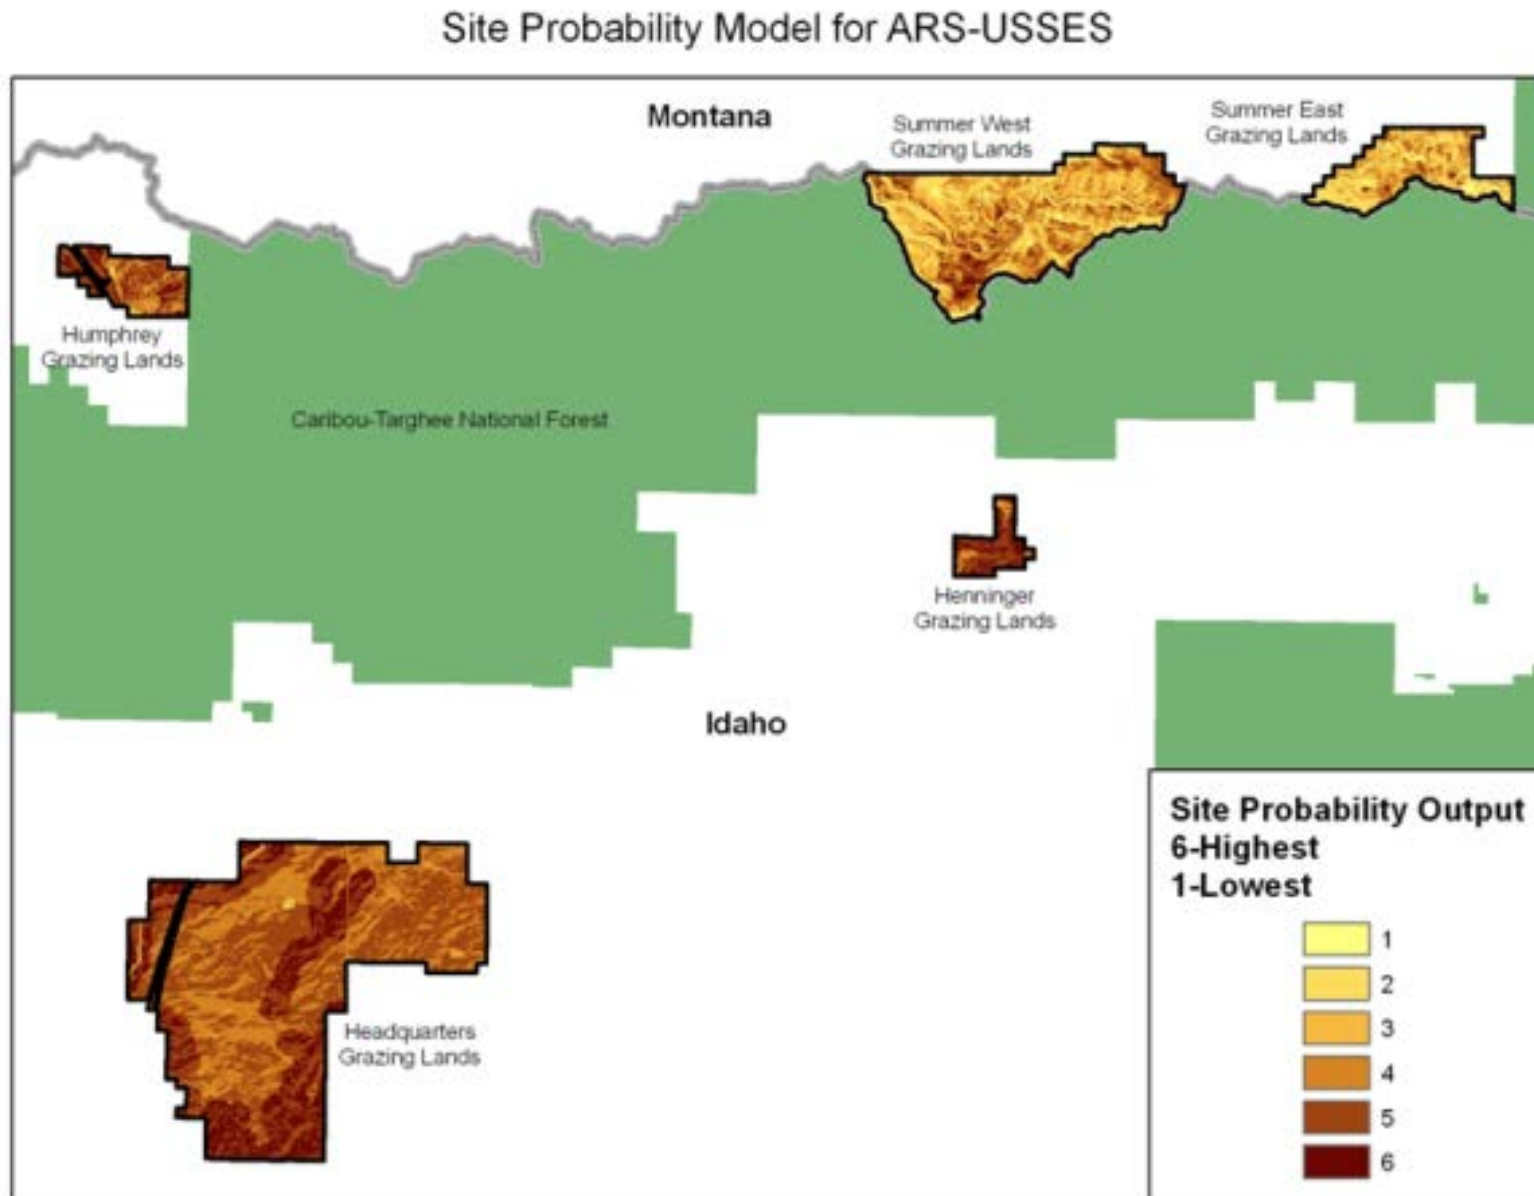 Site Probability Model for ARS-USSES
Montana
Summer West
Grazing Lands
Summer East
Grazing Lands
Humphrey
Grazing Lands
Caribou-Targhee National Forest
Henninger
Grazing Lands
Idaho
Headquarters
Grazing Lands
Site Probability Output
6-Highest
1-Lowest
1
2
3
4
5
6